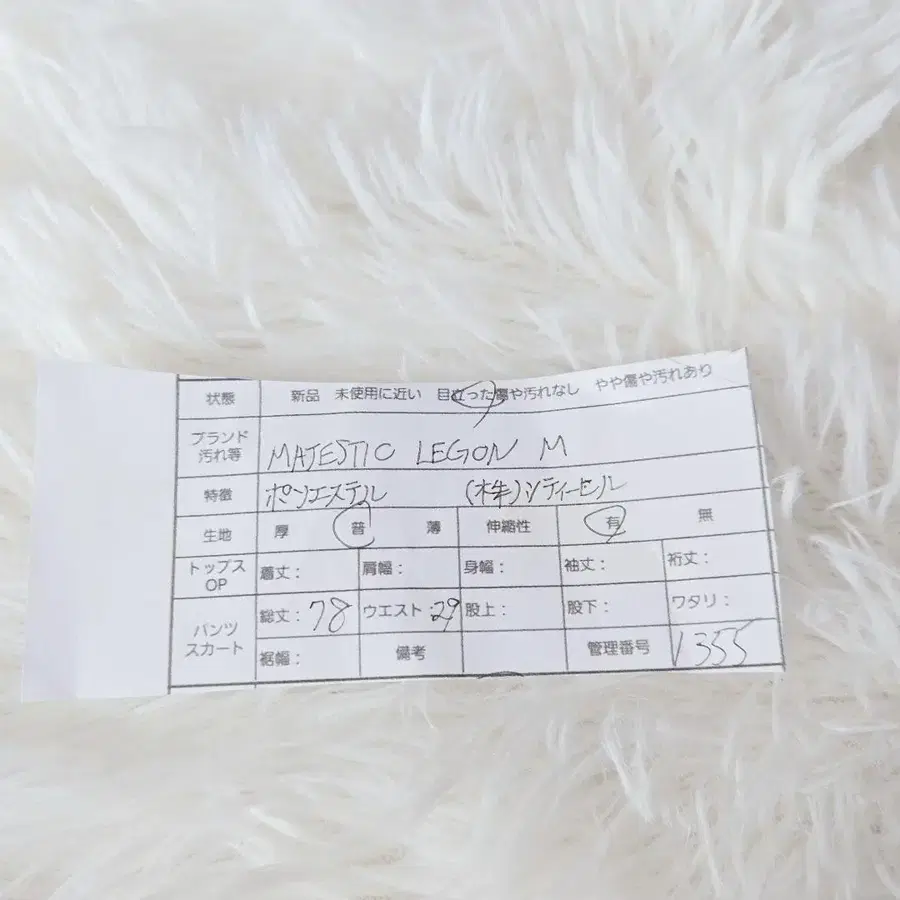 状態 新品 未使用に近い 目立った傷や汚れなし やや傷や汚れあり
ブランド 汚れ等 MAJESTIC LEGON M
特徴 ポリエステル (株)シティーヒル
生地 厚 普 薄 伸縮性 有 無
トップス OP 着丈: 肩幅: 身幅: 袖丈: 裄丈:
パンツ スカート 総丈: 78 ウエスト: 29 股上: 股下: ワタリ:
裾幅: 備考 管理番号 V355